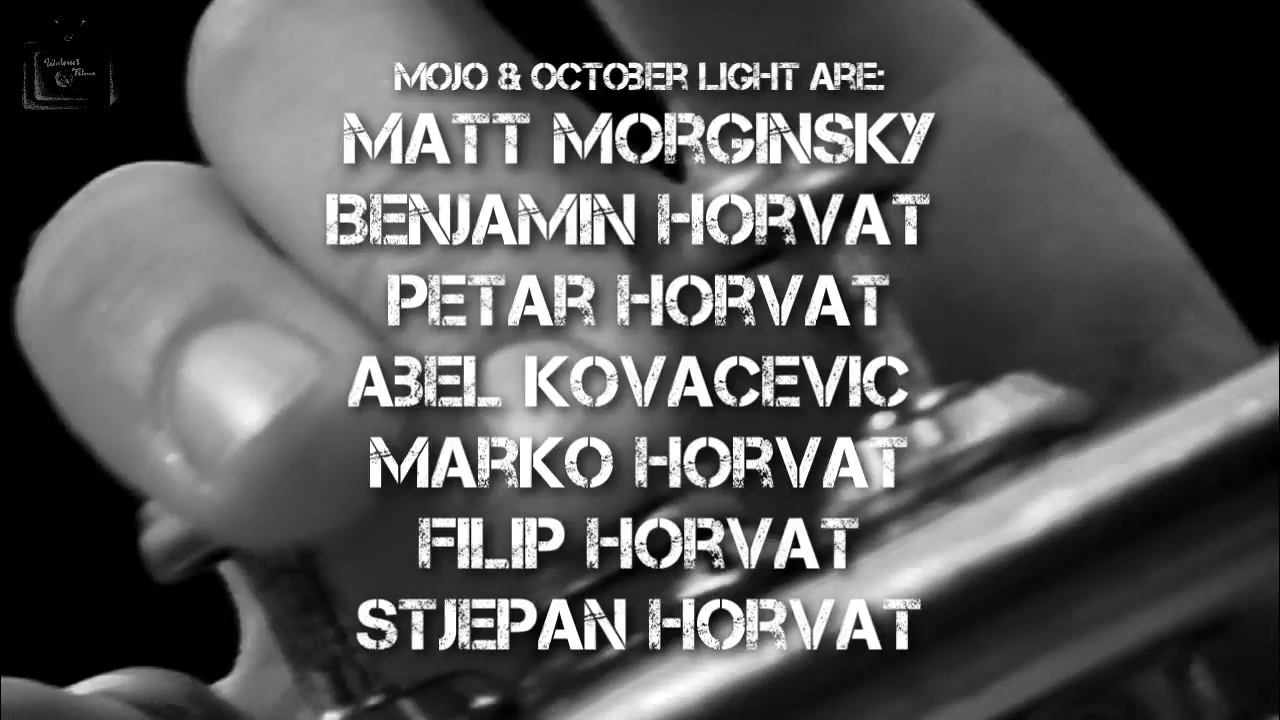 MOJO & OCTOBER LIGHT ARE:
MATT MORGINSKY
BENJAMIN HORVAT
PETAR HORVAT
ABEL KOVACEVIC
MARKO HORVAT
FILIP HORVAT
STJEPAN HORVAT